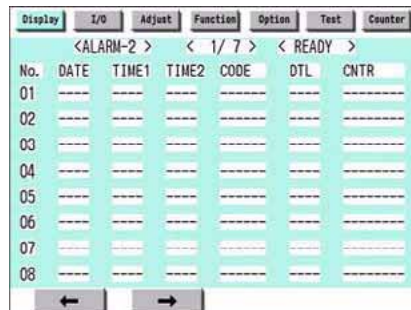 Display I/O Adjust Function Option Test Counter
<ALARM-2 > < 1/ 7 > < READY >
No. DATE TIME1 TIME2 CODE DTL CNTR
01 ---- ---- ---- ------ ---- --------
02 ---- ---- ---- ------ ---- --------
03 ---- ---- ---- ------ ---- --------
04 ---- ---- ---- ------ ---- --------
05 ---- ---- ---- ------ ---- --------
06 ---- ---- ---- ------ ---- --------
07 ---- ---- ---- ------ ---- --------
08 ---- ---- ---- ------ ---- --------
← →